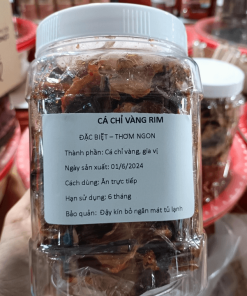 CÁ CHỈ VÀNG RIM
ĐẶC BIỆT – THƠM NGON
Thành phần: Cá chỉ vàng, gia vị
Ngày sản xuất: 01/6/2024
Cách dùng: Ăn trực tiếp
Hạn sử dụng: 6 tháng
Bảo quản: Đậy kín bỏ ngăn mát tủ lạnh